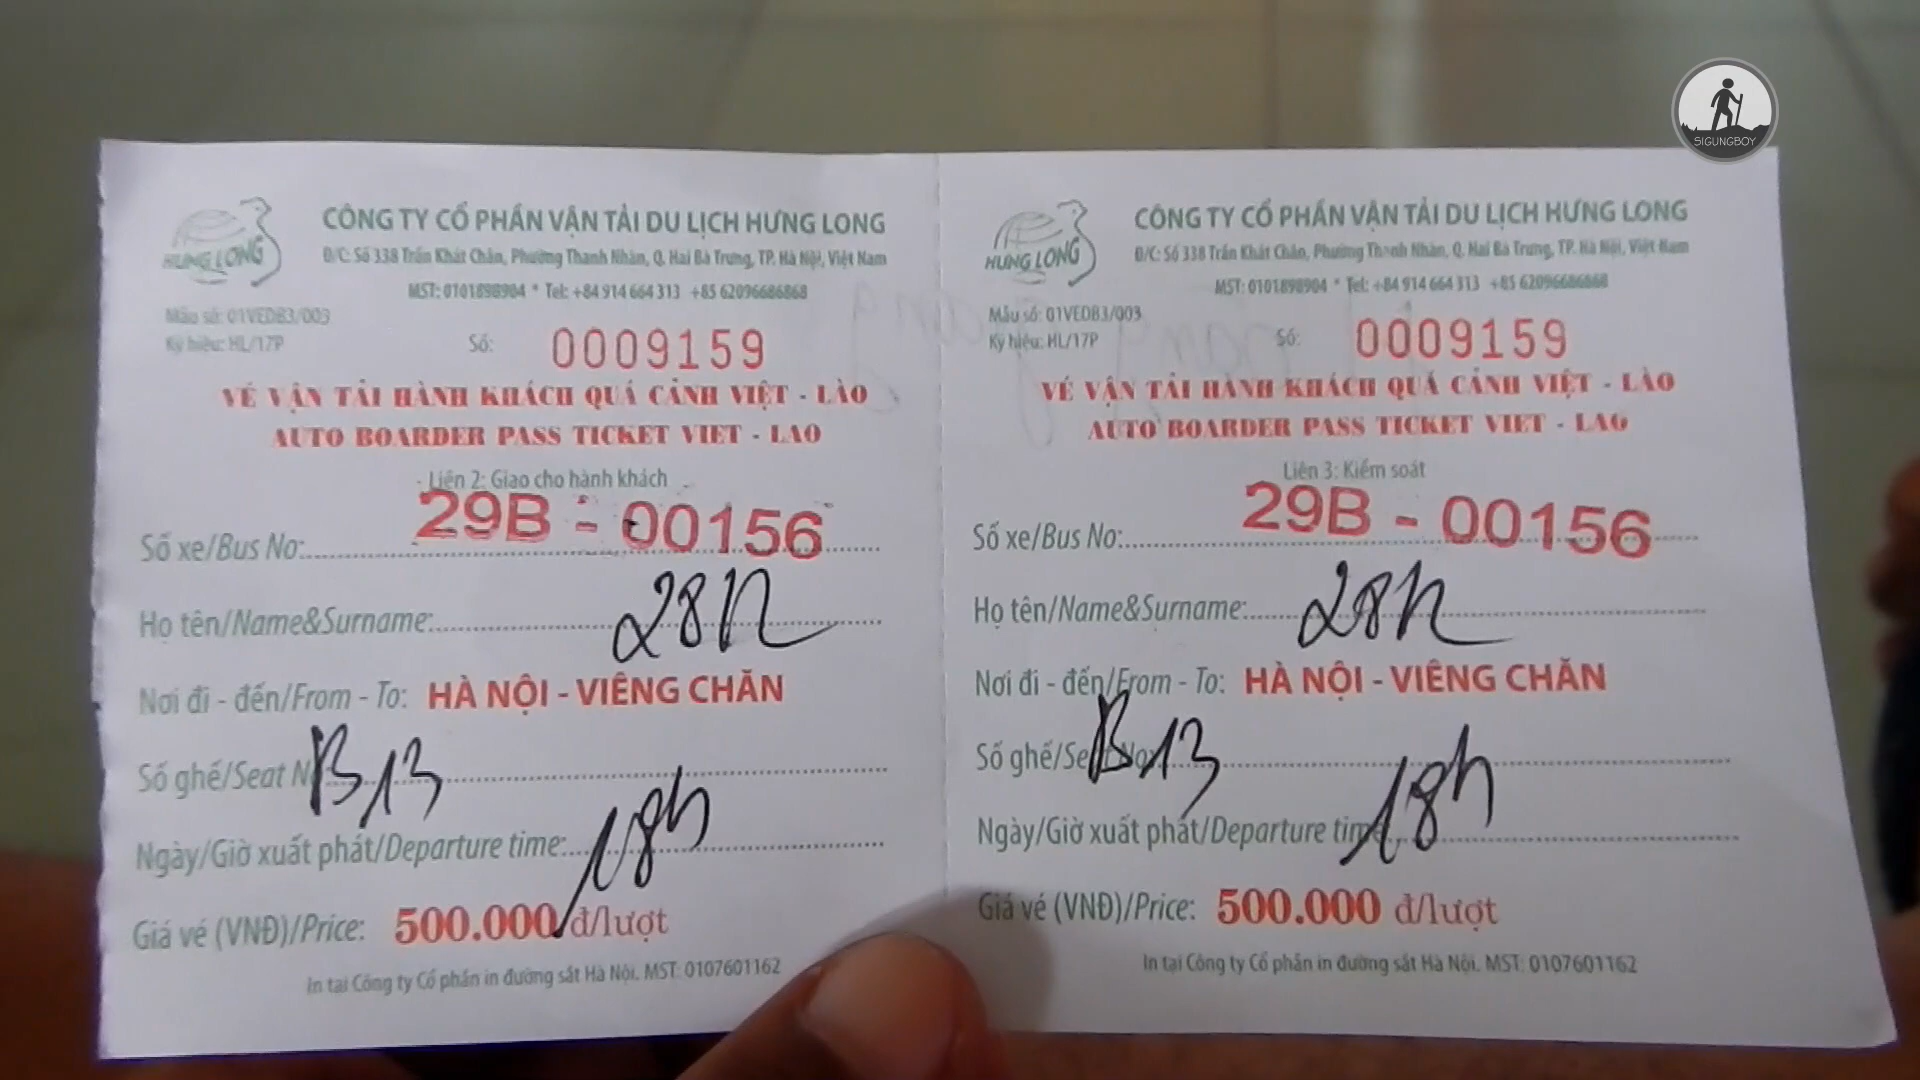 SIGUNGBOY
HƯNG LONG
CÔNG TY CỔ PHẦN VẬN TẢI DU LỊCH HƯNG LONG
Đ/C: Số 338 Trần Khát Chân, Phường Thanh Nhàn, Q. Hai Bà Trưng, TP. Hà Nội, Việt Nam
MST: 0101898904 * Tel: +84 914 664 313 +85 62096686868
Mẫu số: 01VEDB3/003
Ký hiệu: HL/17P
Số: 0009159
VÉ VẬN TẢI HÀNH KHÁCH QUÁ CẢNH VIỆT - LÀO
AUTO BOARDER PASS TICKET VIET - LAO
Liên 2: Giao cho hành khách
Số xe/Bus No: 29B - 00156
Họ tên/Name&Surname: 28n
Nơi đi - đến/From - To: HÀ NỘI - VIÊNG CHĂN
Số ghế/Seat N B13
Ngày/Giờ xuất phát/Departure time: 18h
Giá vé (VNĐ)/Price: 500.000 đ/lượt
In tại Công ty Cổ phần in đường sắt Hà Nội. MST: 0107601162
HƯNG LONG
CÔNG TY CỔ PHẦN VẬN TẢI DU LỊCH HƯNG LONG
Đ/C: Số 338 Trần Khát Chân, Phường Thanh Nhàn, Q. Hai Bà Trưng, TP. Hà Nội, Việt Nam
MST: 0101898904 * Tel: +84 914 664 313 +85 62096686868
Mẫu số: 01VEDB3/003
Ký hiệu: HL/17P
Số: 0009159
VÉ VẬN TẢI HÀNH KHÁCH QUÁ CẢNH VIỆT - LÀO
AUTO BOARDER PASS TICKET VIET - LAO
Liên 3: Kiểm soát
Số xe/Bus No: 29B - 00156
Họ tên/Name&Surname: 28n
Nơi đi - đến/From - To: HÀ NỘI - VIÊNG CHĂN
Số ghế/Seat No: B13
Ngày/Giờ xuất phát/Departure time: 18h
Giá vé (VNĐ)/Price: 500.000 đ/lượt
In tại Công ty Cổ phần in đường sắt Hà Nội. MST: 0107601162